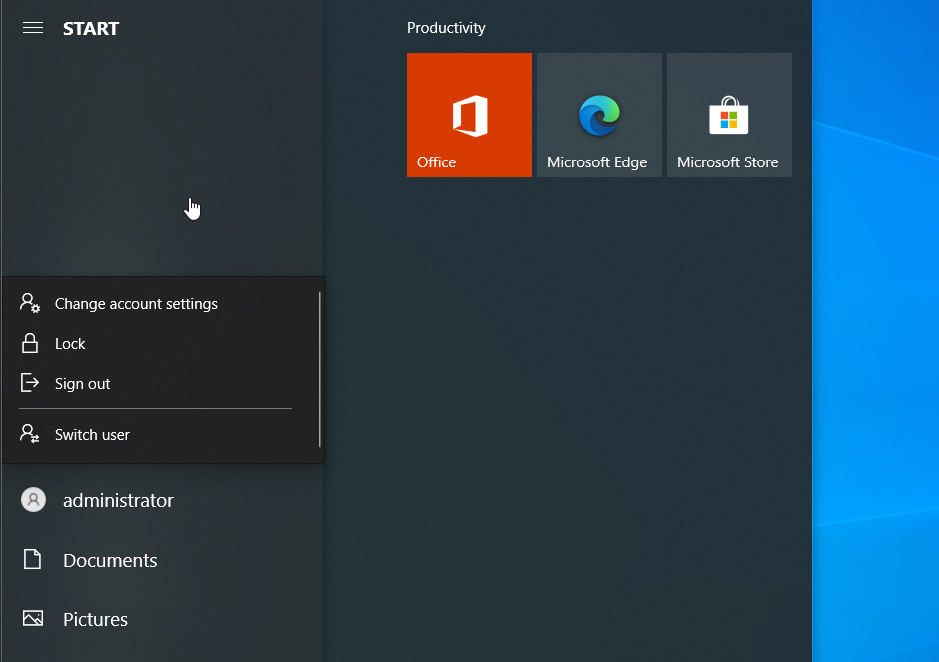 START
Productivity
Office
Microsoft Edge
Microsoft Store
Change account settings
Lock
Sign out
Switch user
administrator
Documents
Pictures